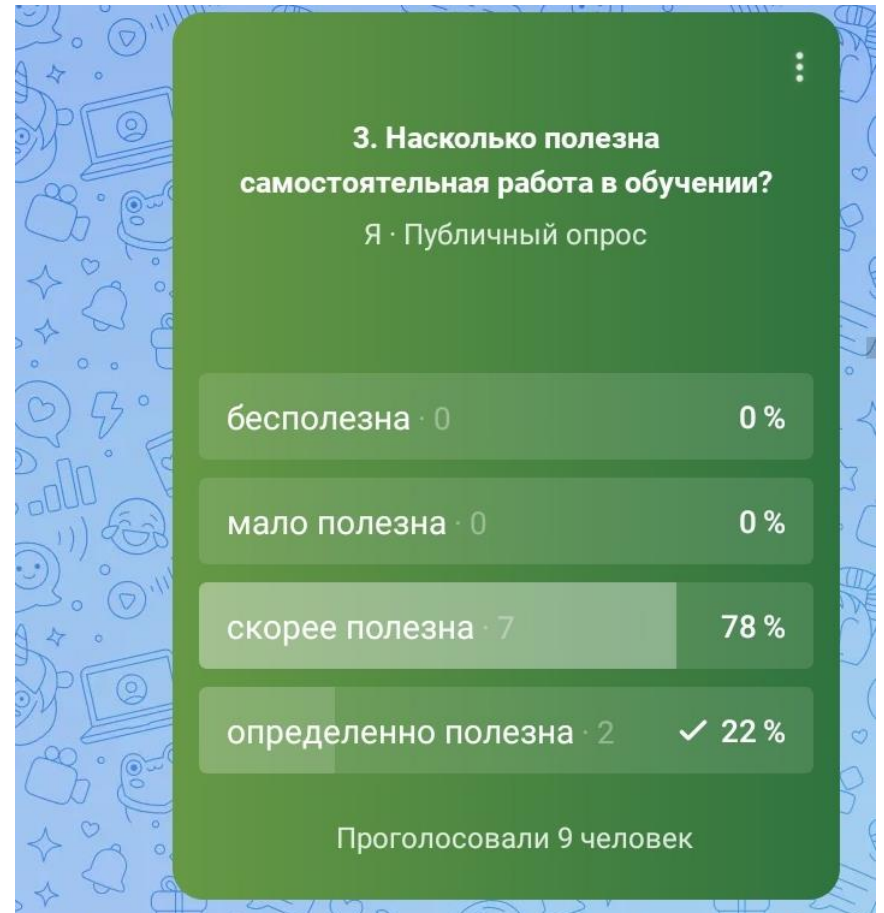 3. Насколько полезна
самостоятельная работа в обучении?
Я · Публичный опрос
бесполезна · 0 0 %
мало полезна · 0 0 %
скорее полезна · 7 78 %
определенно полезна · 2 22 %
Проголосовали 9 человек